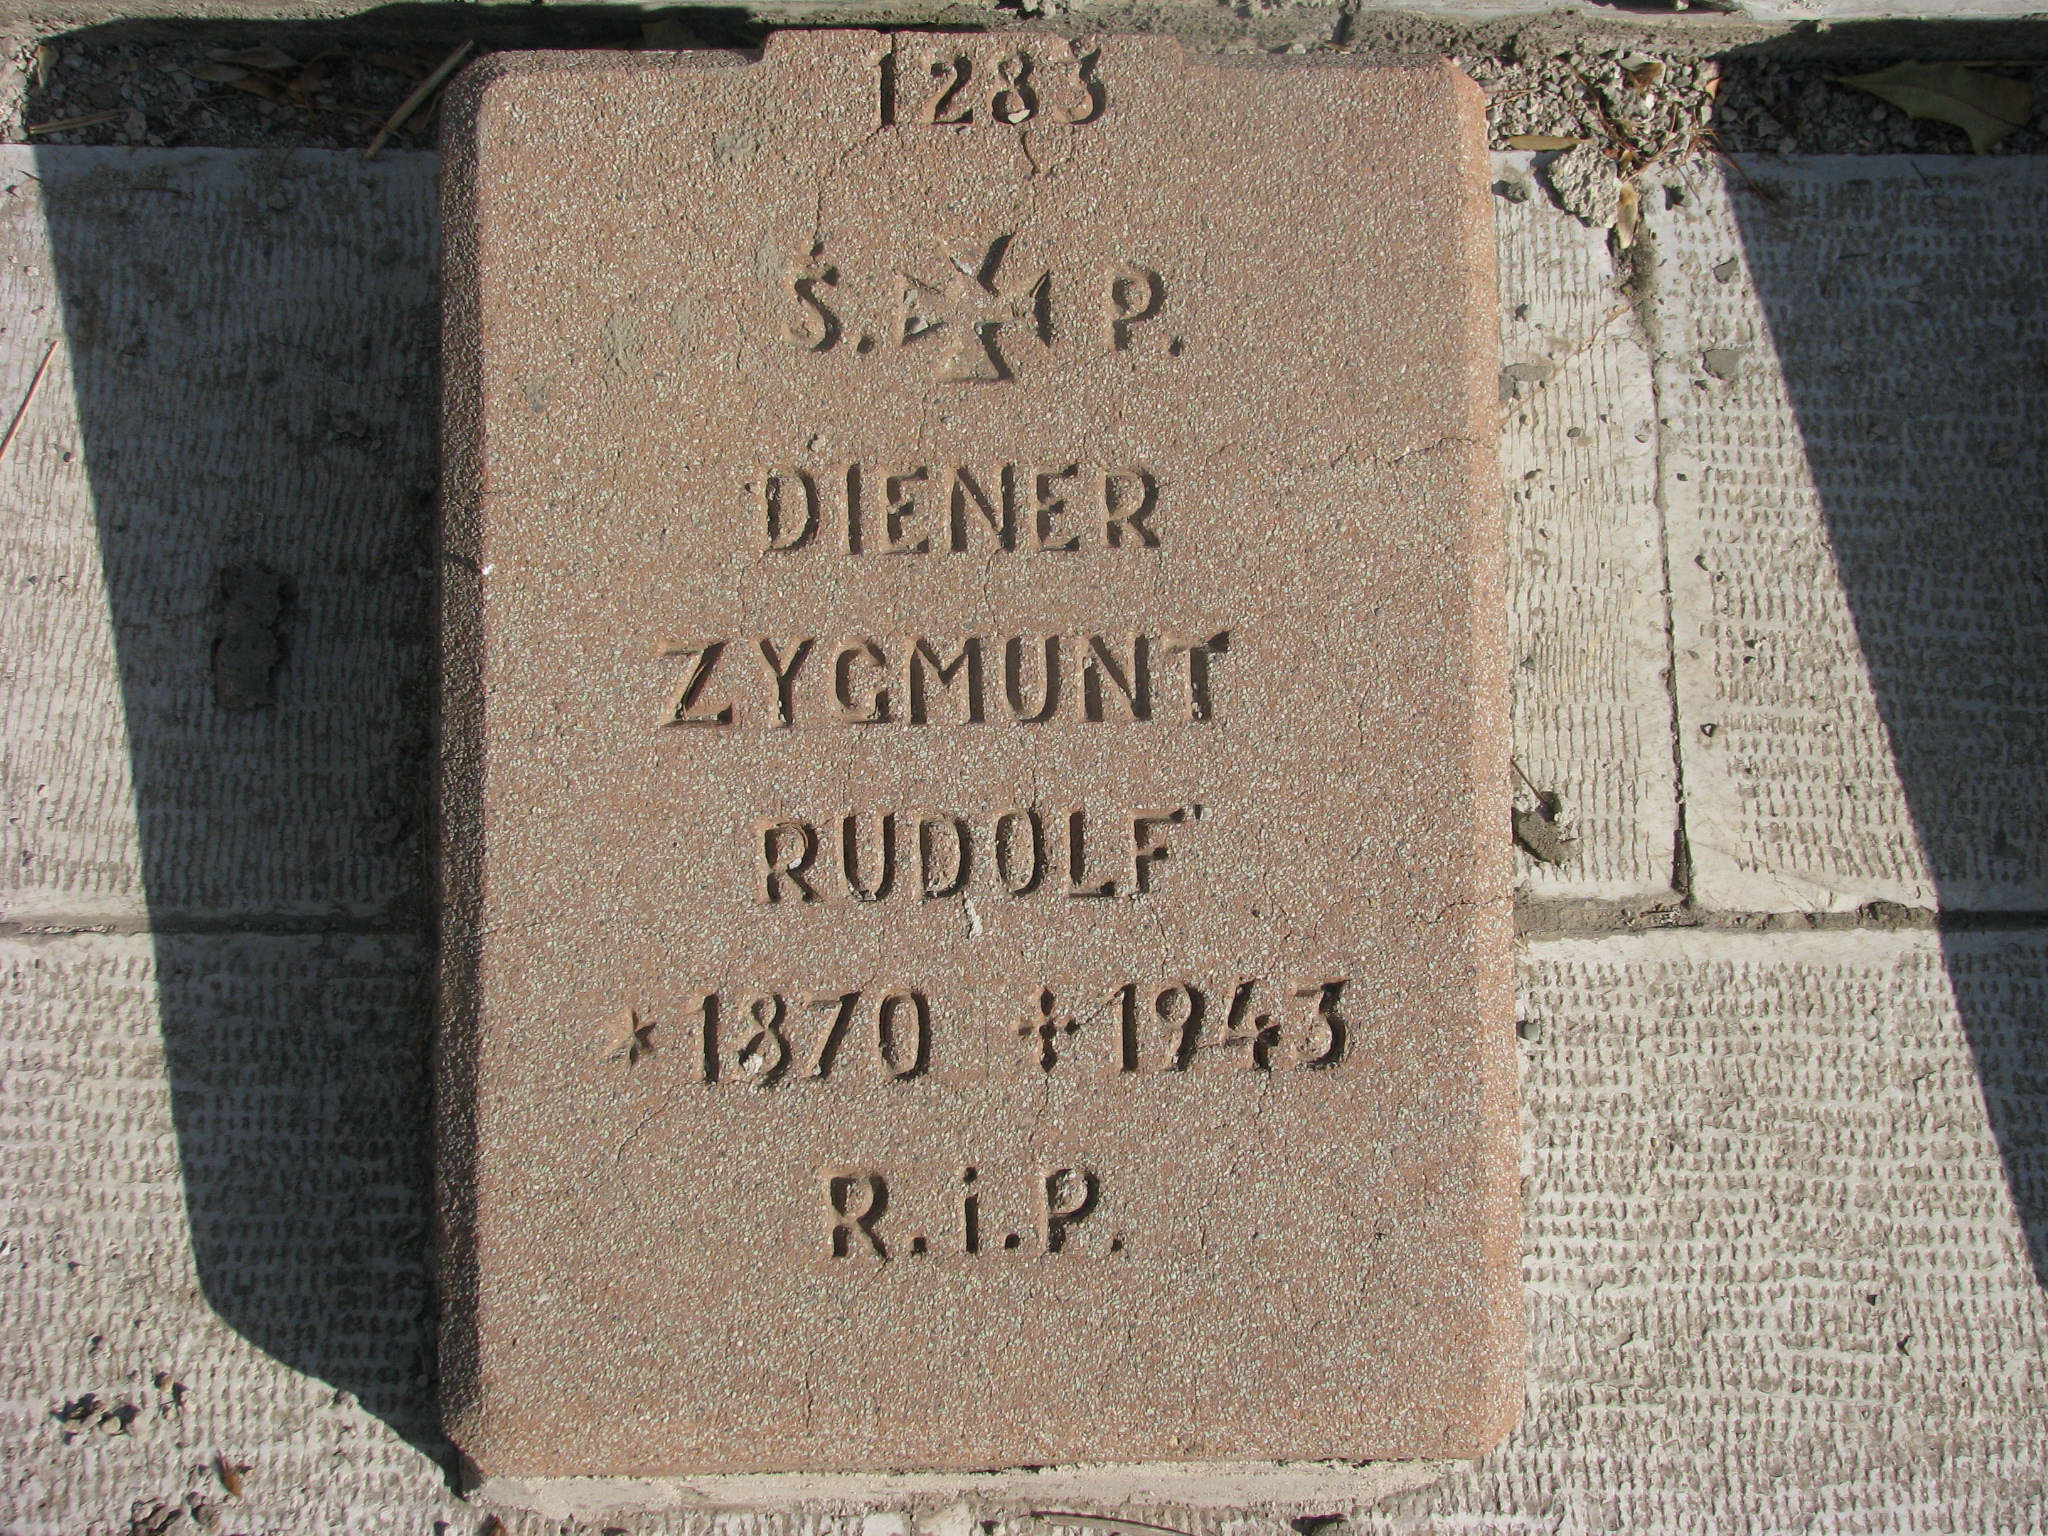 1283
Ś. P.
DIENER
ZYGMUNT
RUDOLF
* 1870 ✝ 1943
R.i.P.